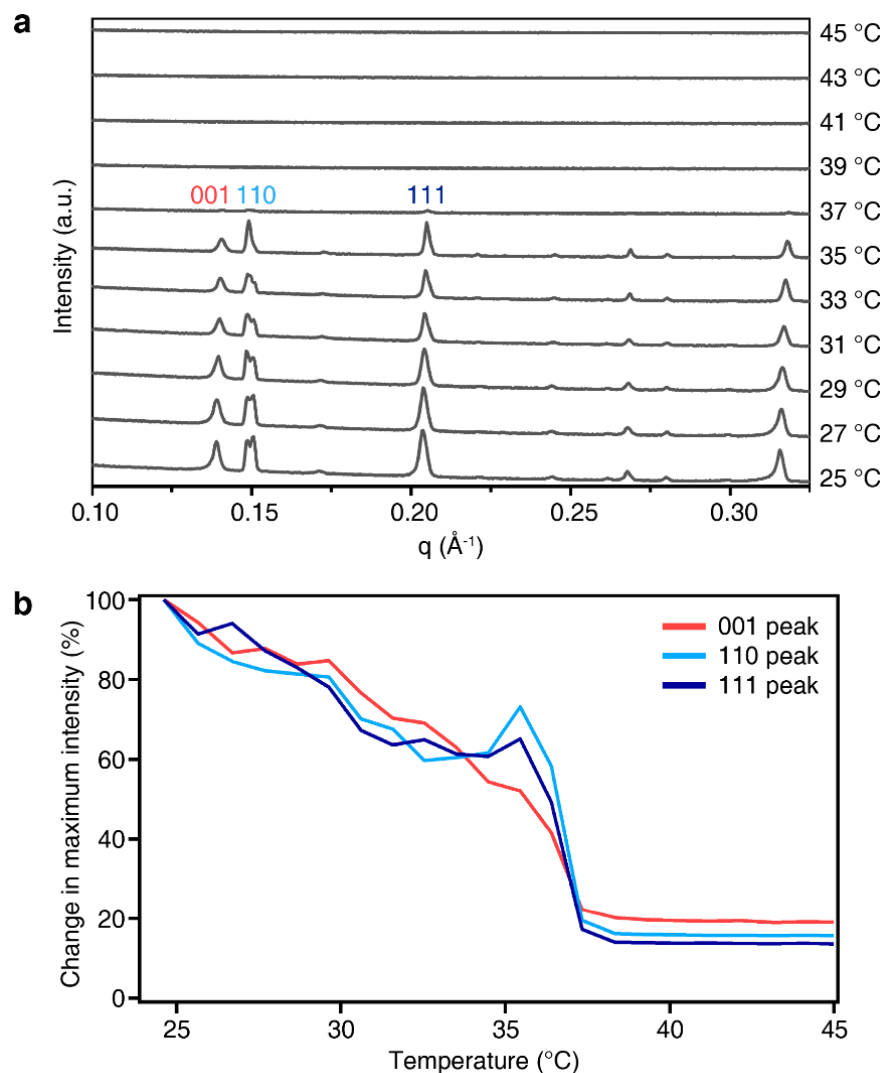 a
45 °C
43 °C
41 °C
39 °C
001 110 111
37 °C
35 °C
33 °C
31 °C
29 °C
27 °C
25 °C
Intensity (a.u.)
0.10 0.15 0.20 0.25 0.30
q (Å⁻¹)
b
100
80
60
40
20
0
Change in maximum intensity (%)
001 peak
110 peak
111 peak
25 30 35 40 45
Temperature (°C)